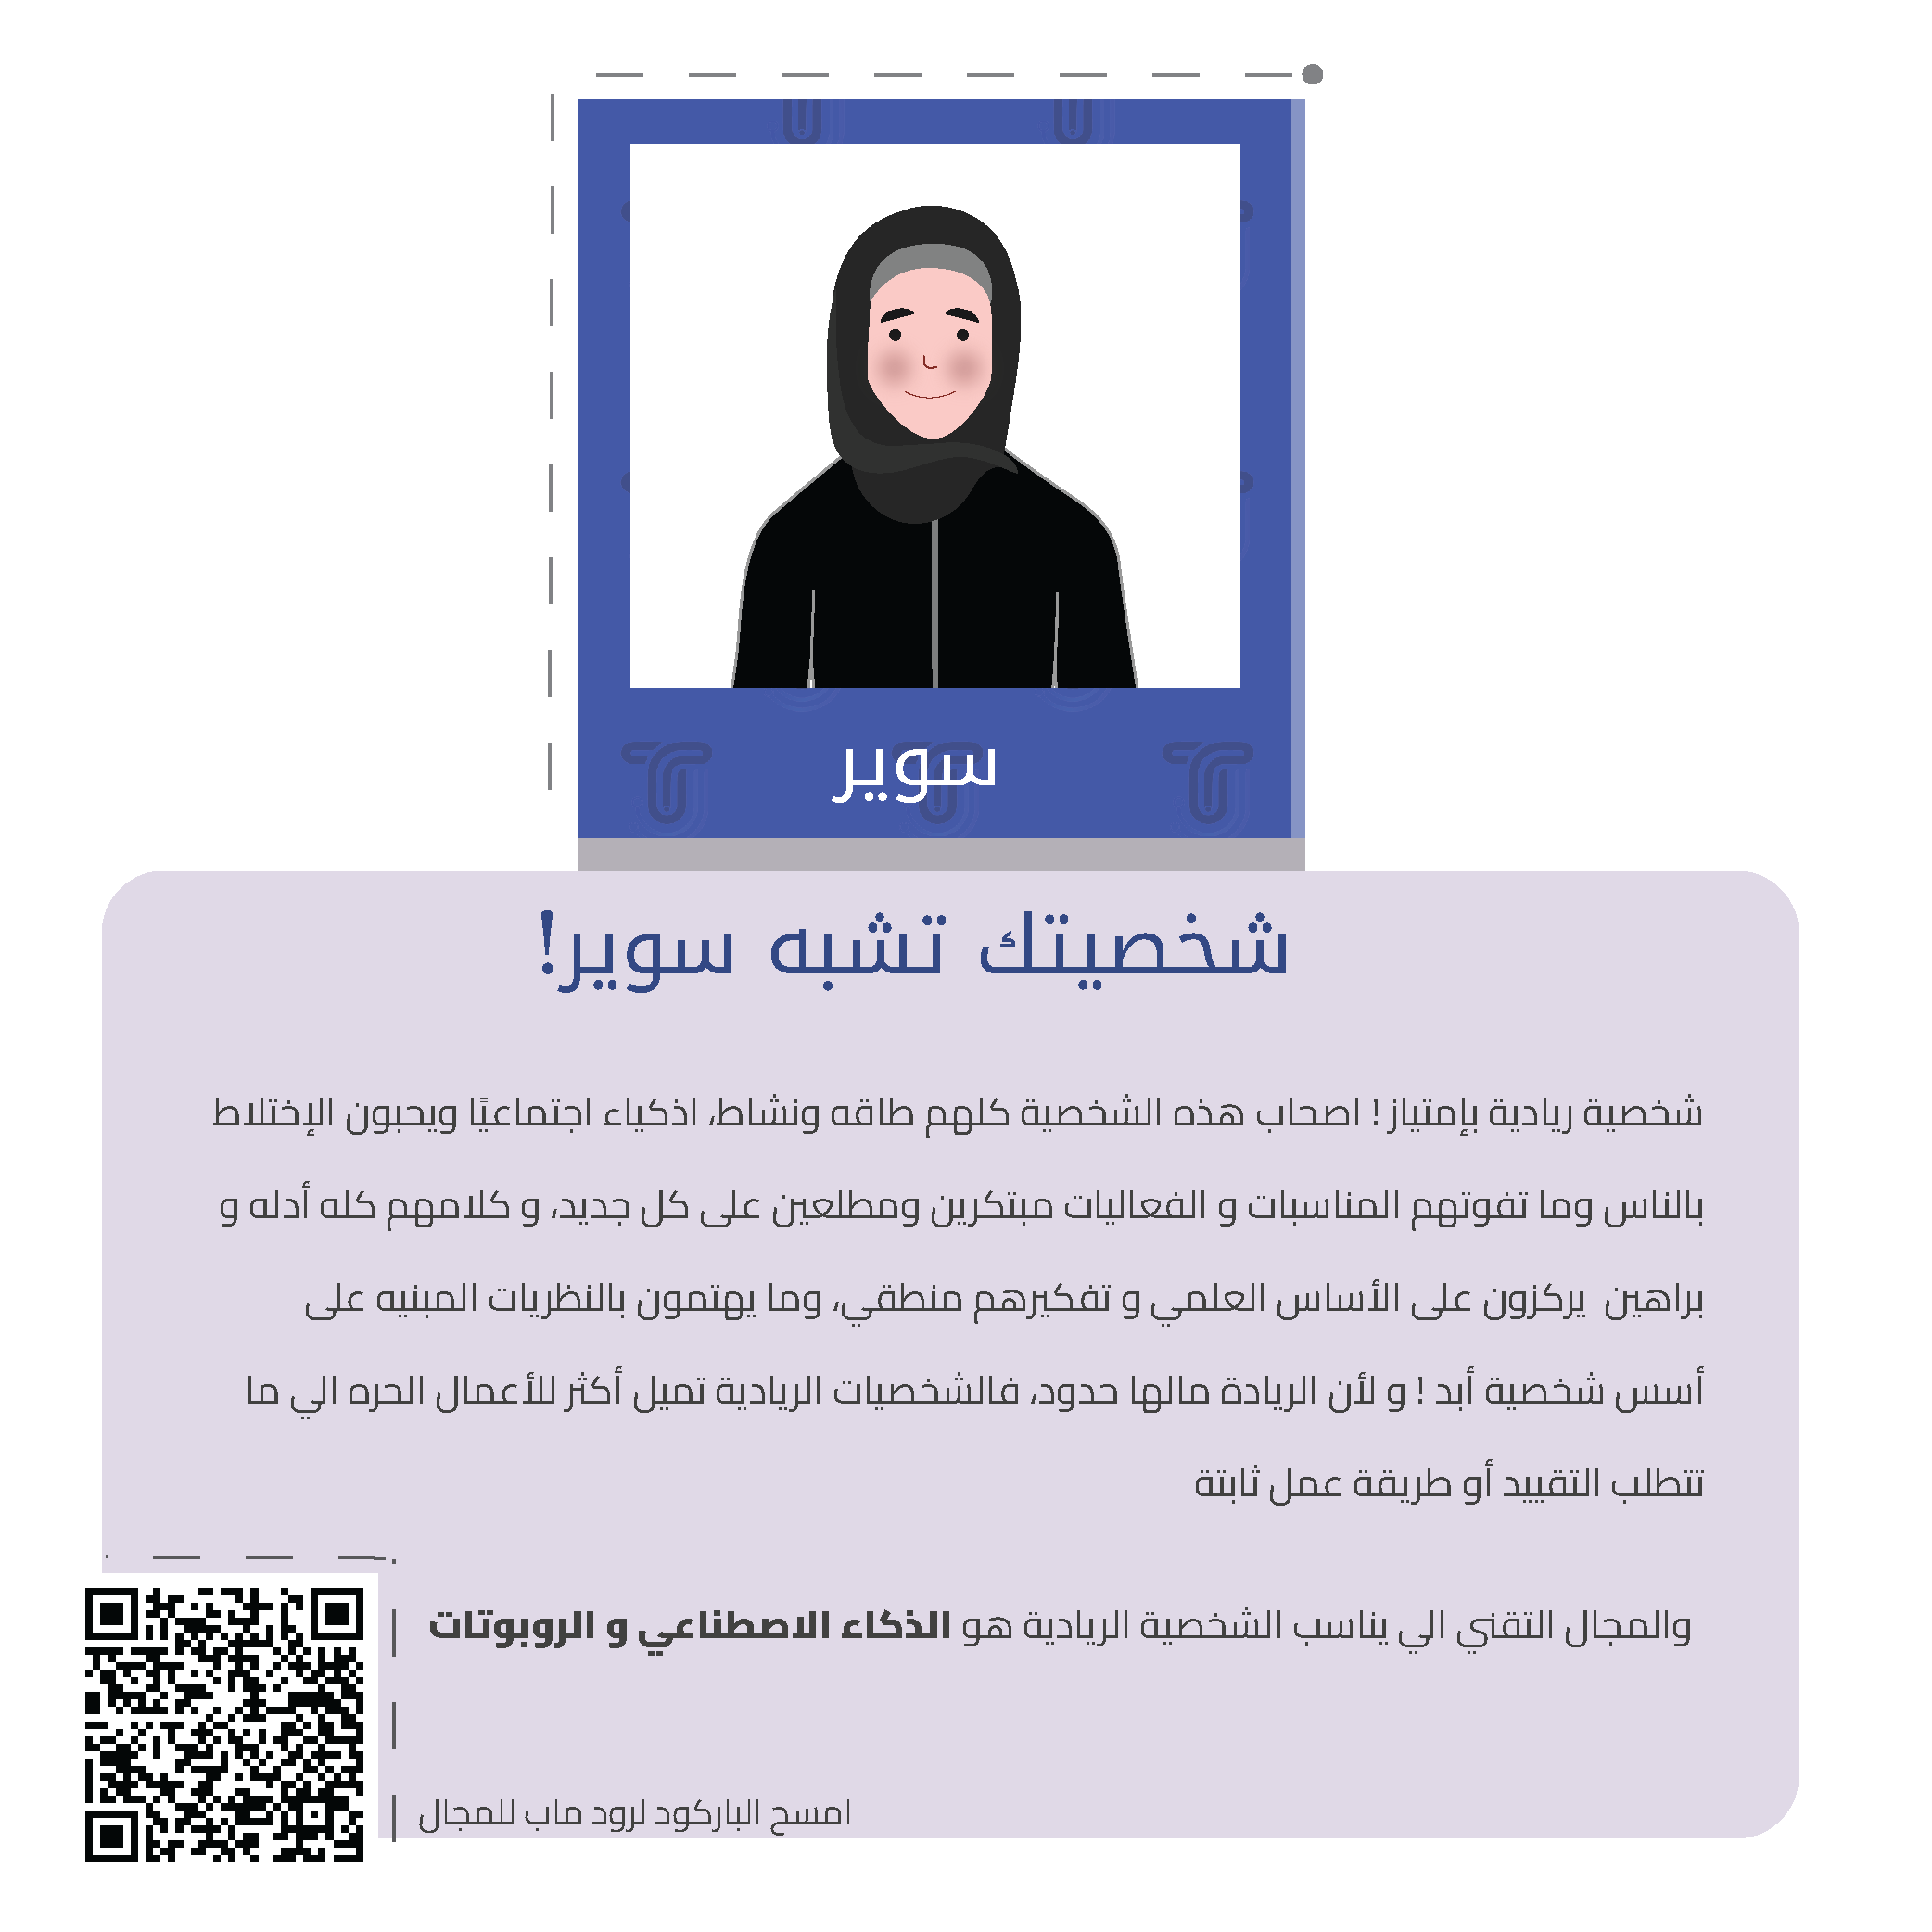 سوير
شخصيتك تشبه سوير!
شخصية ريادية بإمتياز ! اصحاب هذه الشخصية كلهم طاقه ونشاط، اذكياء اجتماعيًا ويحبون الإختلاط
بالناس وما تفوتهم المناسبات و الفعاليات مبتكرين ومطلعين على كل جديد، و كلامهم كله أدله و
براهين يركزون على الأساس العلمي و تفكيرهم منطقي، وما يهتمون بالنظريات المبنيه على
أسس شخصية أبد ! و لأن الريادة مالها حدود، فالشخصيات الريادية تميل أكثر للأعمال الحره الي ما
تتطلب التقييد أو طريقة عمل ثابتة
والمجال التقني الي يناسب الشخصية الريادية هو الذكاء الاصطناعي و الروبوتات
امسح الباركود لرود ماب للمجال